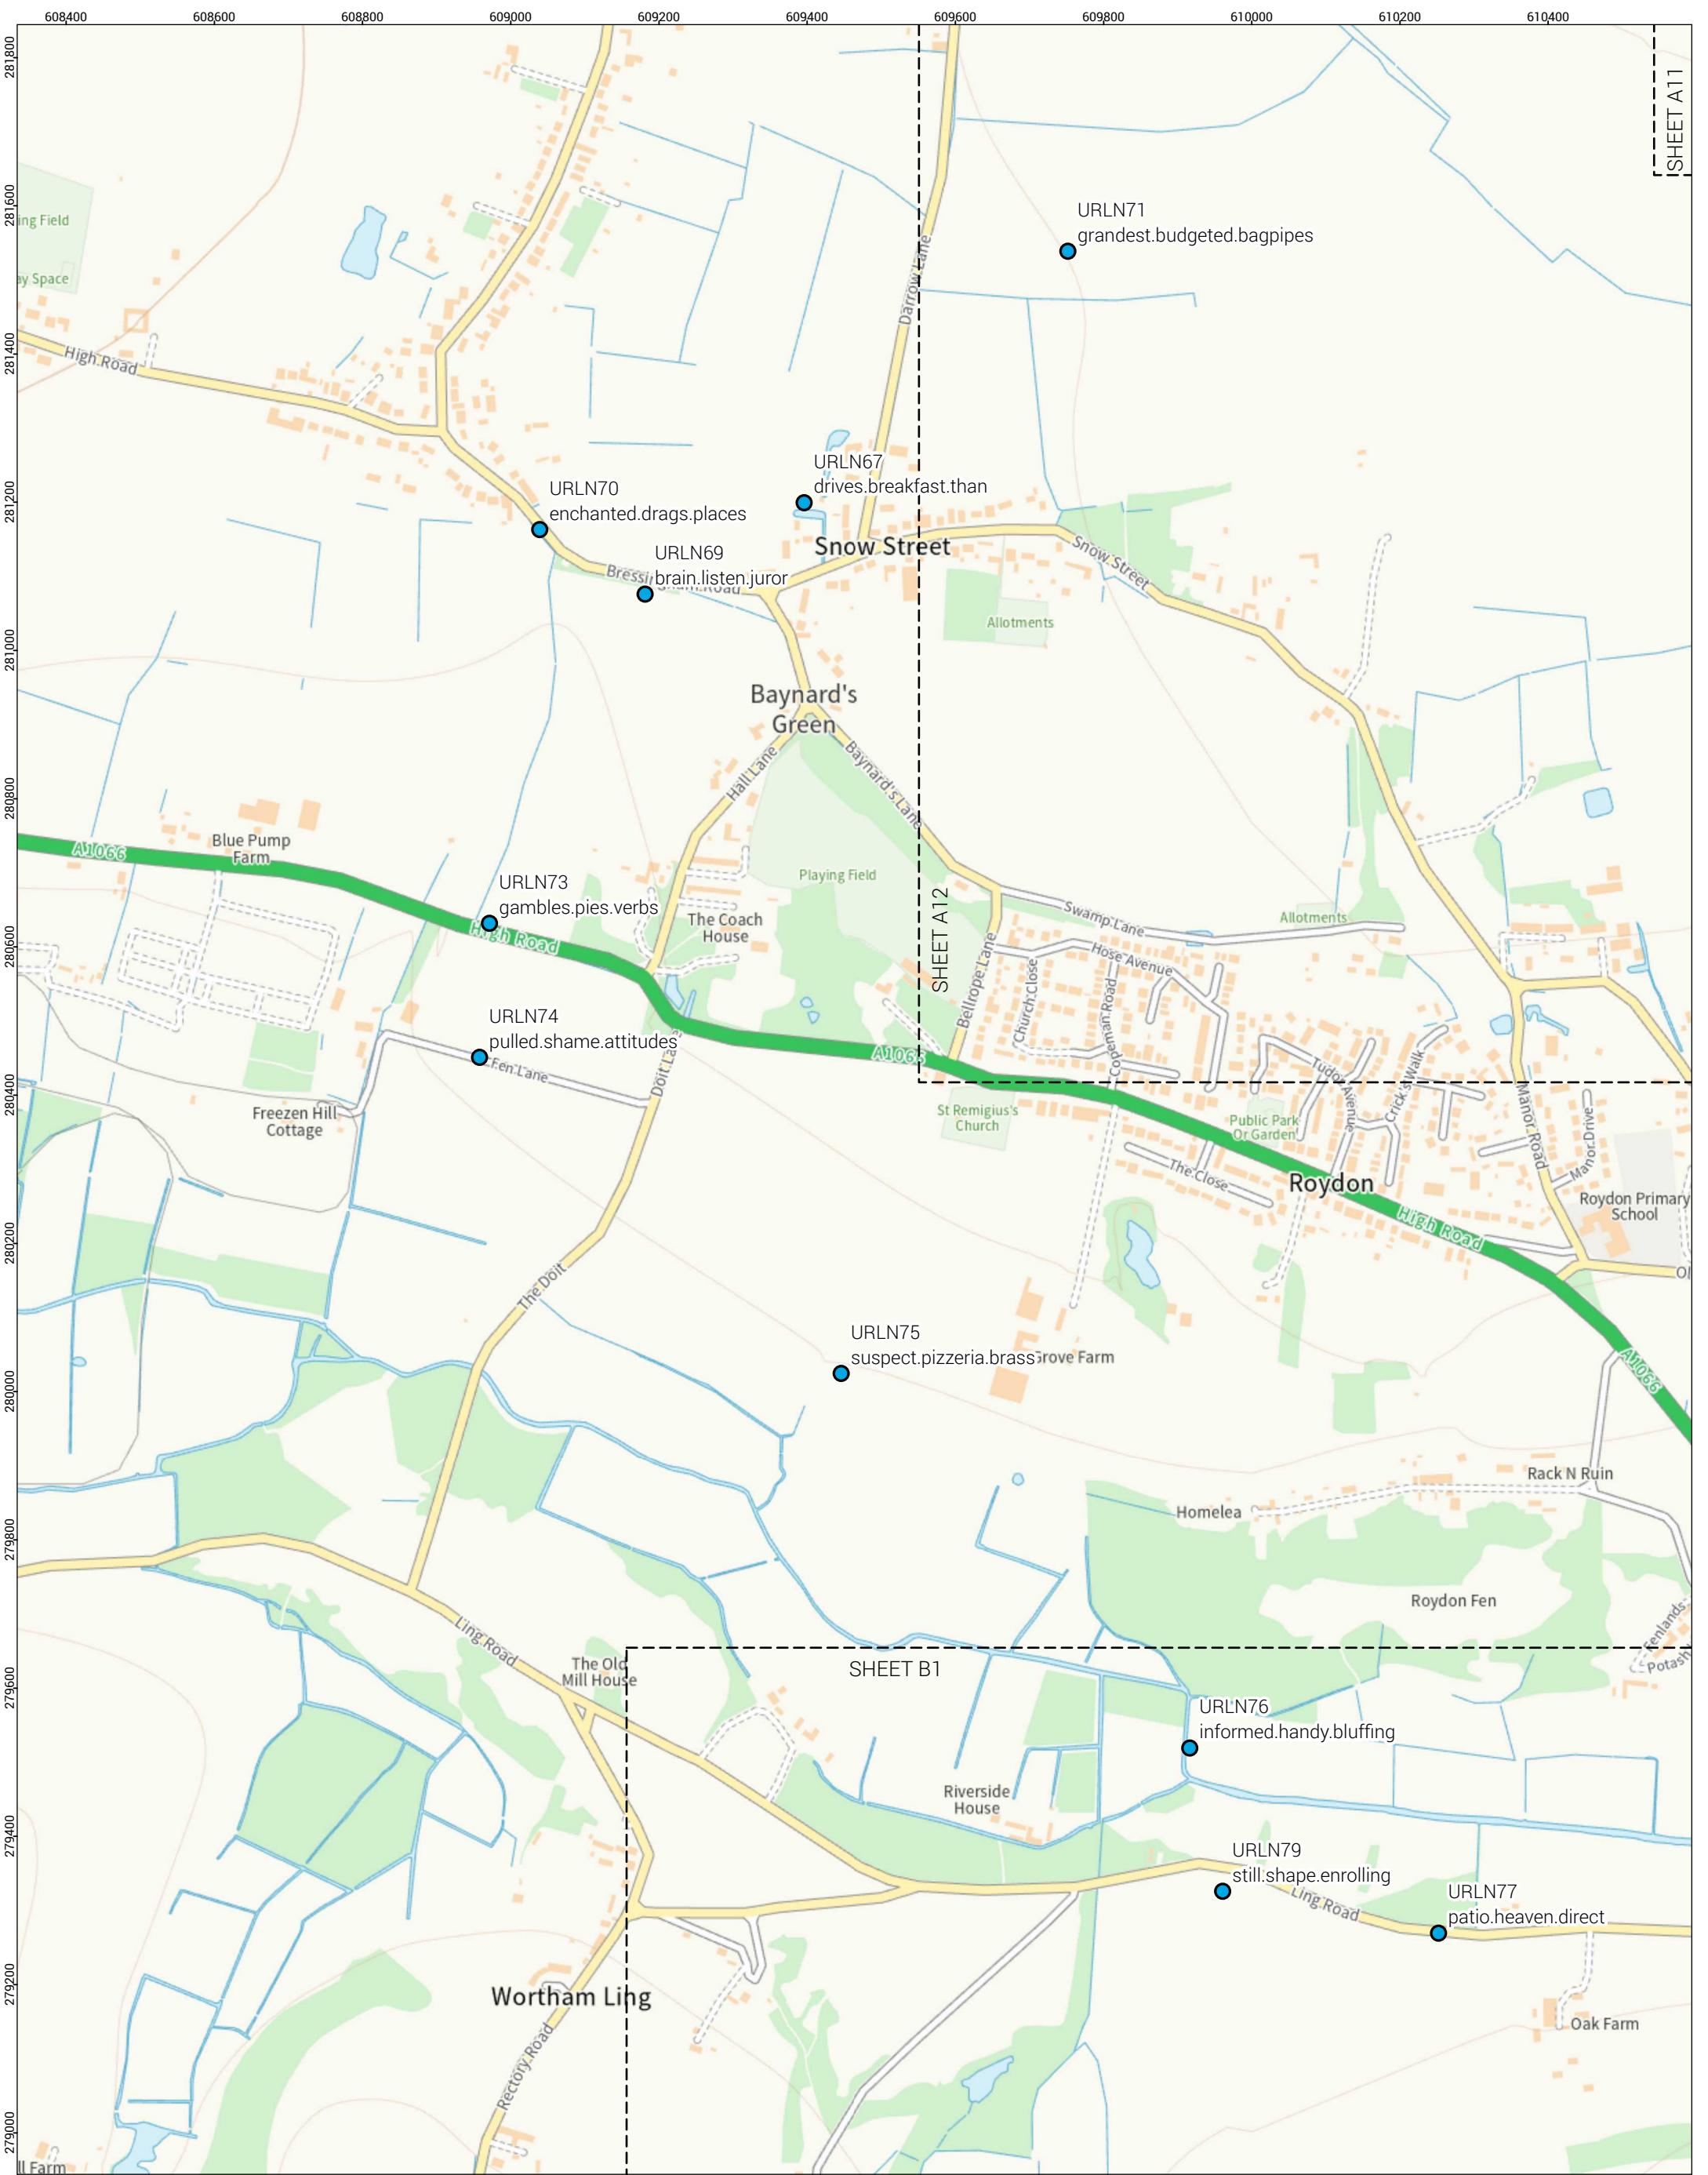 608400
608600
608800
609000
609200
609400
609600
609800
610000
610200
610400
281800
SHEET A11
281600
ing Field
URLN71
grandest.budgeted.bagpipes
ay Space
Darrow Lane
281400
High Road
URLN67
drives.breakfast.than
URLN70
enchanted.drags.places
281200
Snow Street
Snow Street
URLN69
brain.listen.juror
Allotments
281000
Baynard's
Green
Hall Lane
Baynard's Lane
280800
A1066
Blue Pump
Farm
Playing Field
URLN73
gambles.pies.verbs
The Coach
House
SHEET A12
Swamp Lane
Allotments
High Road
Hose Avenue
280600
Bellrope Lane
Church Close
Codenan Road
URLN74
pulled.shame.attitudes
Fen Lane
A1066
Tudor Avenue
Crick's Walk
280400
Freezen Hill
Cottage
St Remigius's
Church
Public Park
Or Garden
Manor Road
Manor Drive
The Close
Roydon
Roydon Primary
School
High Road
280200
The Doit
Ol
URLN75
suspect.pizzeria.brass
Grove Farm
A1066
280000
Rack N Ruin
Homelea
279800
Roydon Fen
Ling Road
Fenlands
Potash
The Old
Mill House
SHEET B1
279600
URLN76
informed.handy.bluffing
Riverside
House
279400
URLN79
still.shape.enrolling
Ling Road
URLN77
patio.heaven.direct
279200
Wortham Ling
Oak Farm
Rectory Road
279000
ll Farm